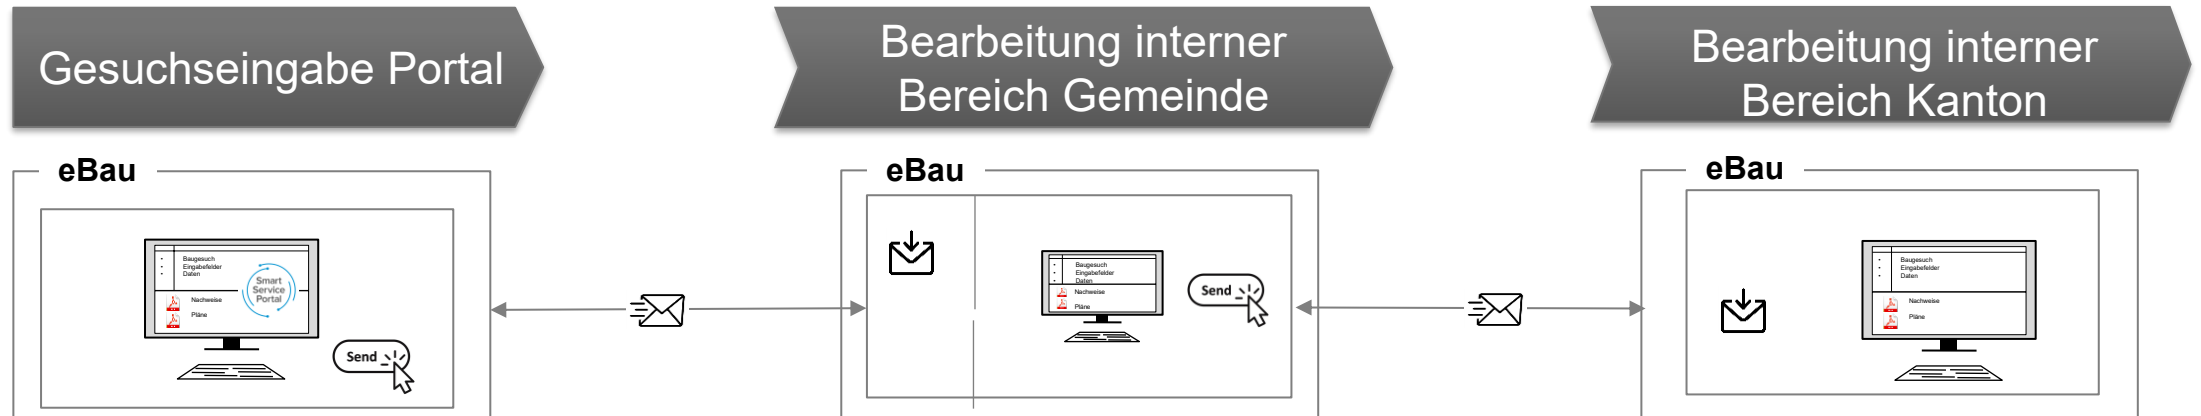 Gesuchseingabe Portal
Bearbeitung interner
Bereich Gemeinde
Bearbeitung interner
Bereich Kanton
eBau
• Baugesuch
• Eingabefelder
• Daten
Smart
Service
Portal
Nachweise
Pläne
Send
eBau
• Baugesuch
• Eingabefelder
• Daten
Nachweise
Pläne
Send
eBau
• Baugesuch
• Eingabefelder
• Daten
Nachweise
Pläne